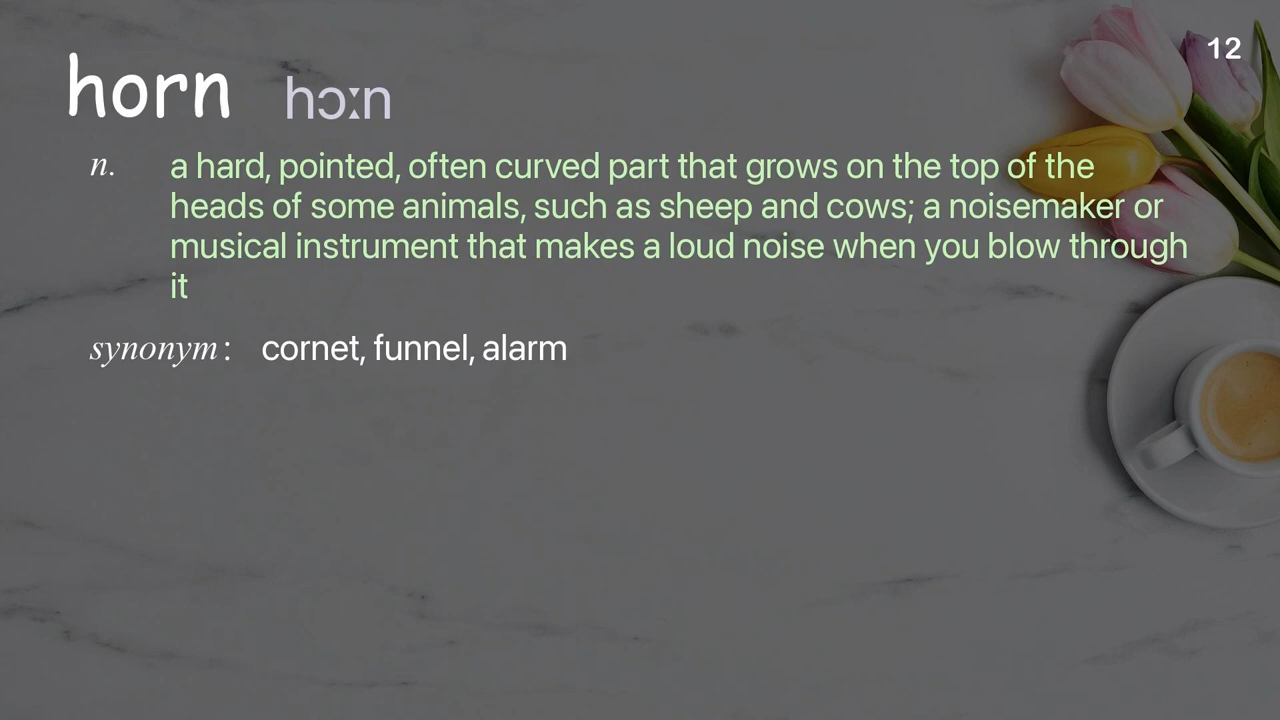 12
horn hɔːn
n. a hard, pointed, often curved part that grows on the top of the
heads of some animals, such as sheep and cows; a noisemaker or
musical instrument that makes a loud noise when you blow through
it
synonym : cornet, funnel, alarm